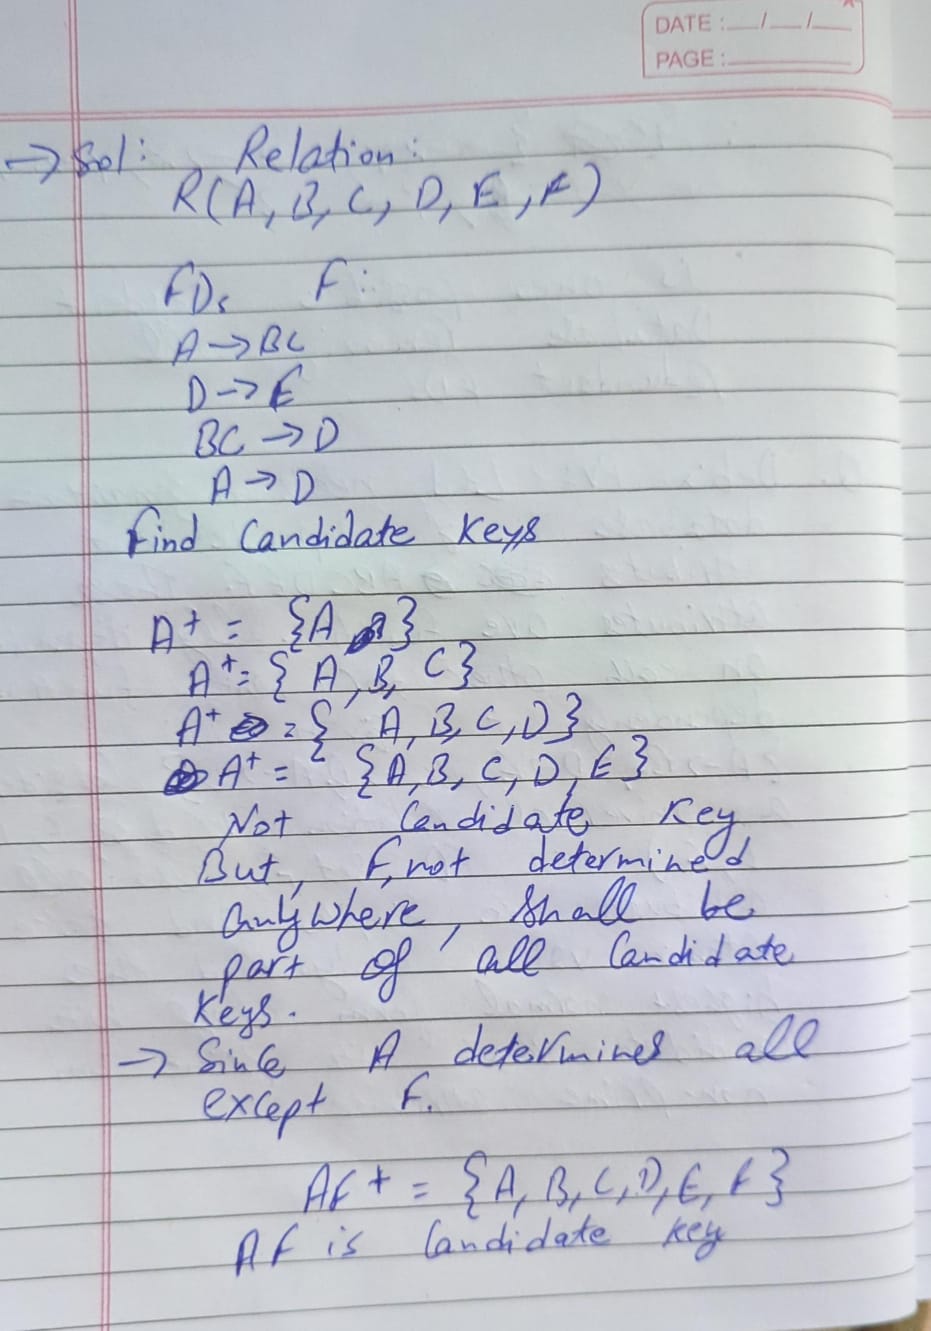 DATE : __/__/__
PAGE :
→ Sol: Relation:
R(A, B, C, D, E, F)
FDs F:
A → BC
D → E
BC → D
A → D
Find Candidate Keys
A+ = {A }
A+ = { A, B, C}
A+ = { A, B, C, D}
A+ = {A, B, C, D, E}
Not Candidate Key
But, F, not determined
anywhere, shall be
part of all Candidate
Keys.
→ Since A determines all
except F.
AF+ = {A, B, C, D, E, F}
AF is Candidate key